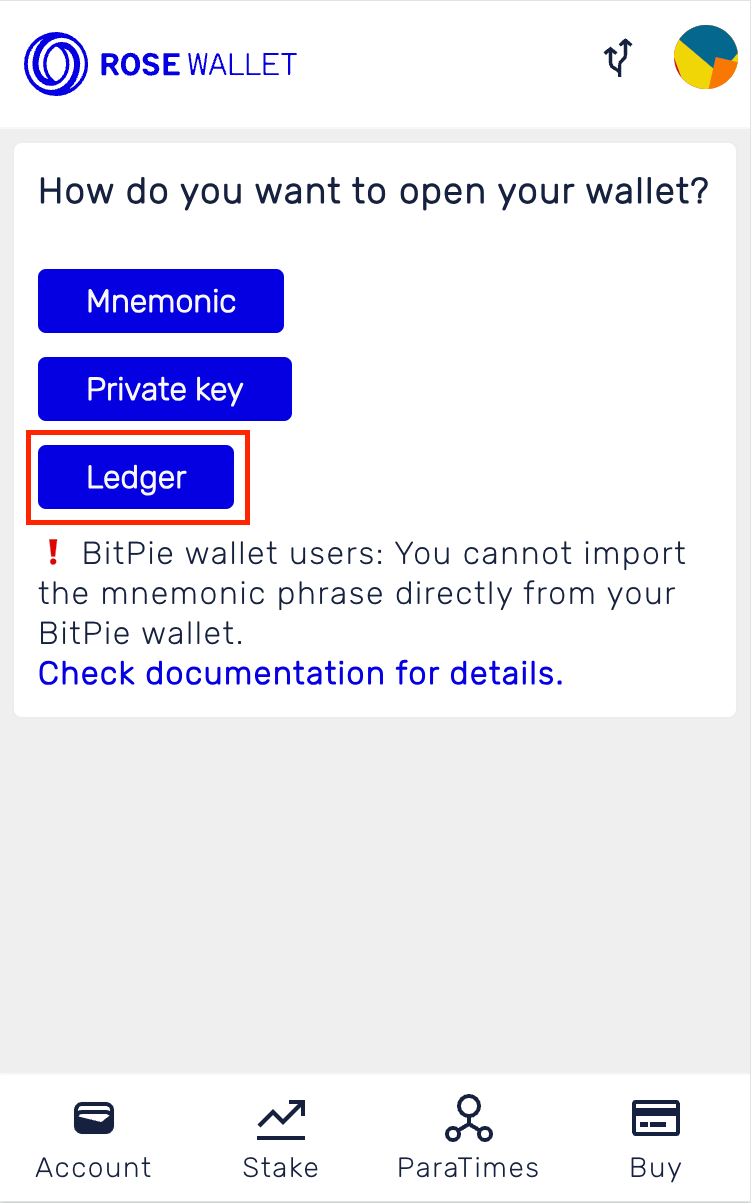 ROSE WALLET
How do you want to open your wallet?
Mnemonic
Private key
Ledger
❗ BitPie wallet users: You cannot import
the mnemonic phrase directly from your
BitPie wallet.
Check documentation for details.
Account Stake ParaTimes Buy